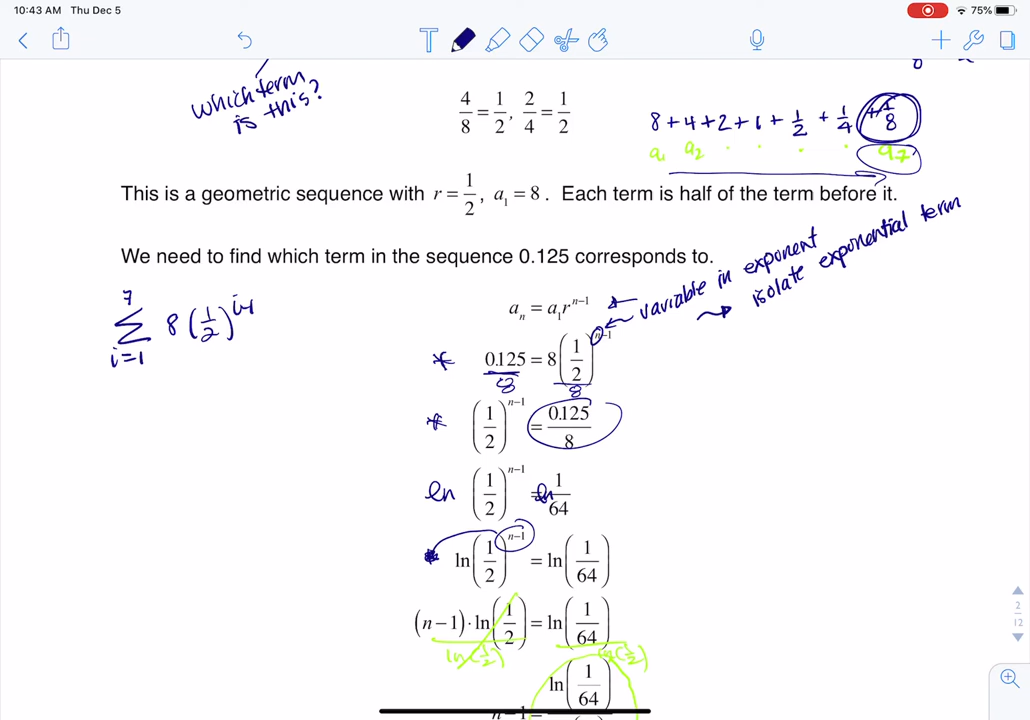 10:43 AM Thu Dec 5
75%
T
which term
is this?
4/8 = 1/2, 2/4 = 1/2
8 + 4 + 2 + 1 + 1/2 + 1/4 + 1/8
a₁ a₂ · · · · a₇
This is a geometric sequence with r = 1/2, a₁ = 8. Each term is half of the term before it.
We need to find which term in the sequence 0.125 corresponds to.
variable in exponent
→ isolate exponential term
7
Σ 8(1/2)^(i-1)
i=1
aₙ = a₁rⁿ⁻¹
* 0.125 = 8(1/2)ⁿ⁻¹
8 8
* (1/2)ⁿ⁻¹ = 0.125/8
ln (1/2)ⁿ⁻¹ = ln 1/64
* ln(1/2)ⁿ⁻¹ = ln(1/64)
(n−1)·ln(1/2) = ln(1/64)
ln(1/2) ln(1/2)
ln(1/64)
n−1 =
2
12